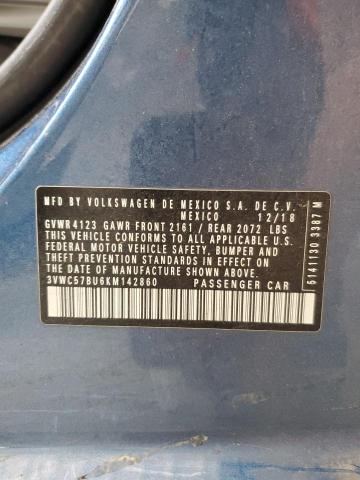 MFD BY VOLKSWAGEN DE MEXICO S.A. DE C.V.
MEXICO 12/18
GVWR 4123 GAWR FRONT 2161 / REAR 2072 LBS
THIS VEHICLE CONFORMS TO ALL APPLICABLE U.S.
FEDERAL MOTOR VEHICLE SAFETY, BUMPER AND
THEFT PREVENTION STANDARDS IN EFFECT ON THE
DATE OF MANUFACTURE SHOWN ABOVE
3VWC57BU6KM142860 PASSENGER CAR
51411130 3387 M